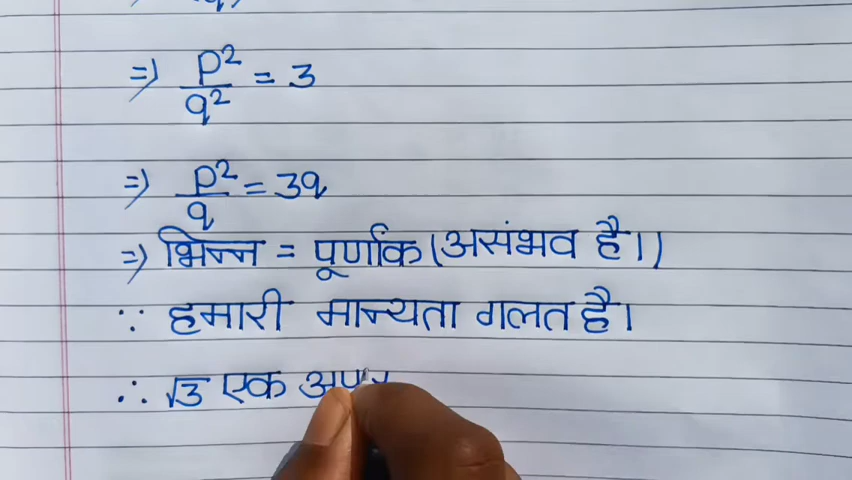 ⇒ p²/q² = 3
⇒ p²/q = 3q
⇒ भिन्न = पूर्णांक (असंभव है।)
∵ हमारी मान्यता गलत है।
∴ √3 एक